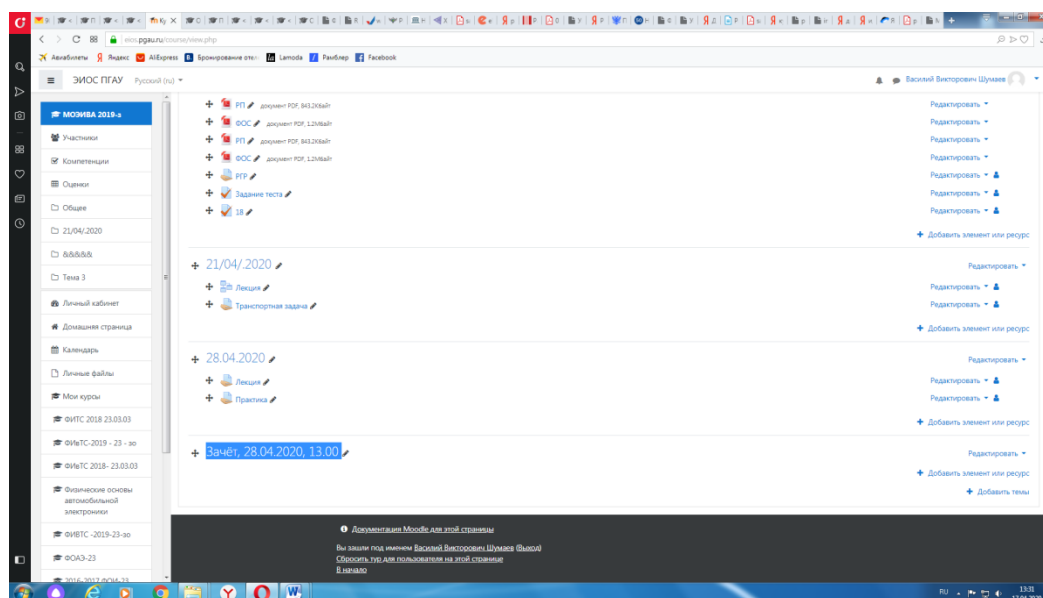 eios.pgau.ru/course/view.php
Авиабилеты Яндекс AliExpress Бронирование отел Lamoda Рамблер Facebook
ЭИОС ПГАУ Русский (ru) Василий Викторович Шумаев
МОЭИВА 2019-з
Участники
Компетенции
Оценки
Общее
21/04/.2020
&&&&&
Тема 3
Личный кабинет
Домашняя страница
Календарь
Личные файлы
Мои курсы
ФИТС 2018 23.03.03
ФИвТС-2019 - 23 - зо
ФИвТС 2018- 23.03.03
Физические основы
автомобильной
электроники
ФИВТС -2019-23-зо
ФОАЭ-23
РП документ PDF, 843.2Кбайт Редактировать
ФОС документ PDF, 1.2Мбайт Редактировать
РП документ PDF, 843.2Кбайт Редактировать
ФОС документ PDF, 1.2Мбайт Редактировать
РГР Редактировать
Задание теста Редактировать
18 Редактировать
Добавить элемент или ресурс
21/04/.2020 Редактировать
Лекция Редактировать
Транспортная задача Редактировать
Добавить элемент или ресурс
28.04.2020 Редактировать
Лекция Редактировать
Практика Редактировать
Добавить элемент или ресурс
Зачёт, 28.04.2020, 13.00 Редактировать
Добавить элемент или ресурс
Добавить темы
Документация Moodle для этой страницы
Вы зашли под именем Василий Викторович Шумаев (Выход)
Сбросить тур для пользователя на этой странице
В начало
RU 13:31